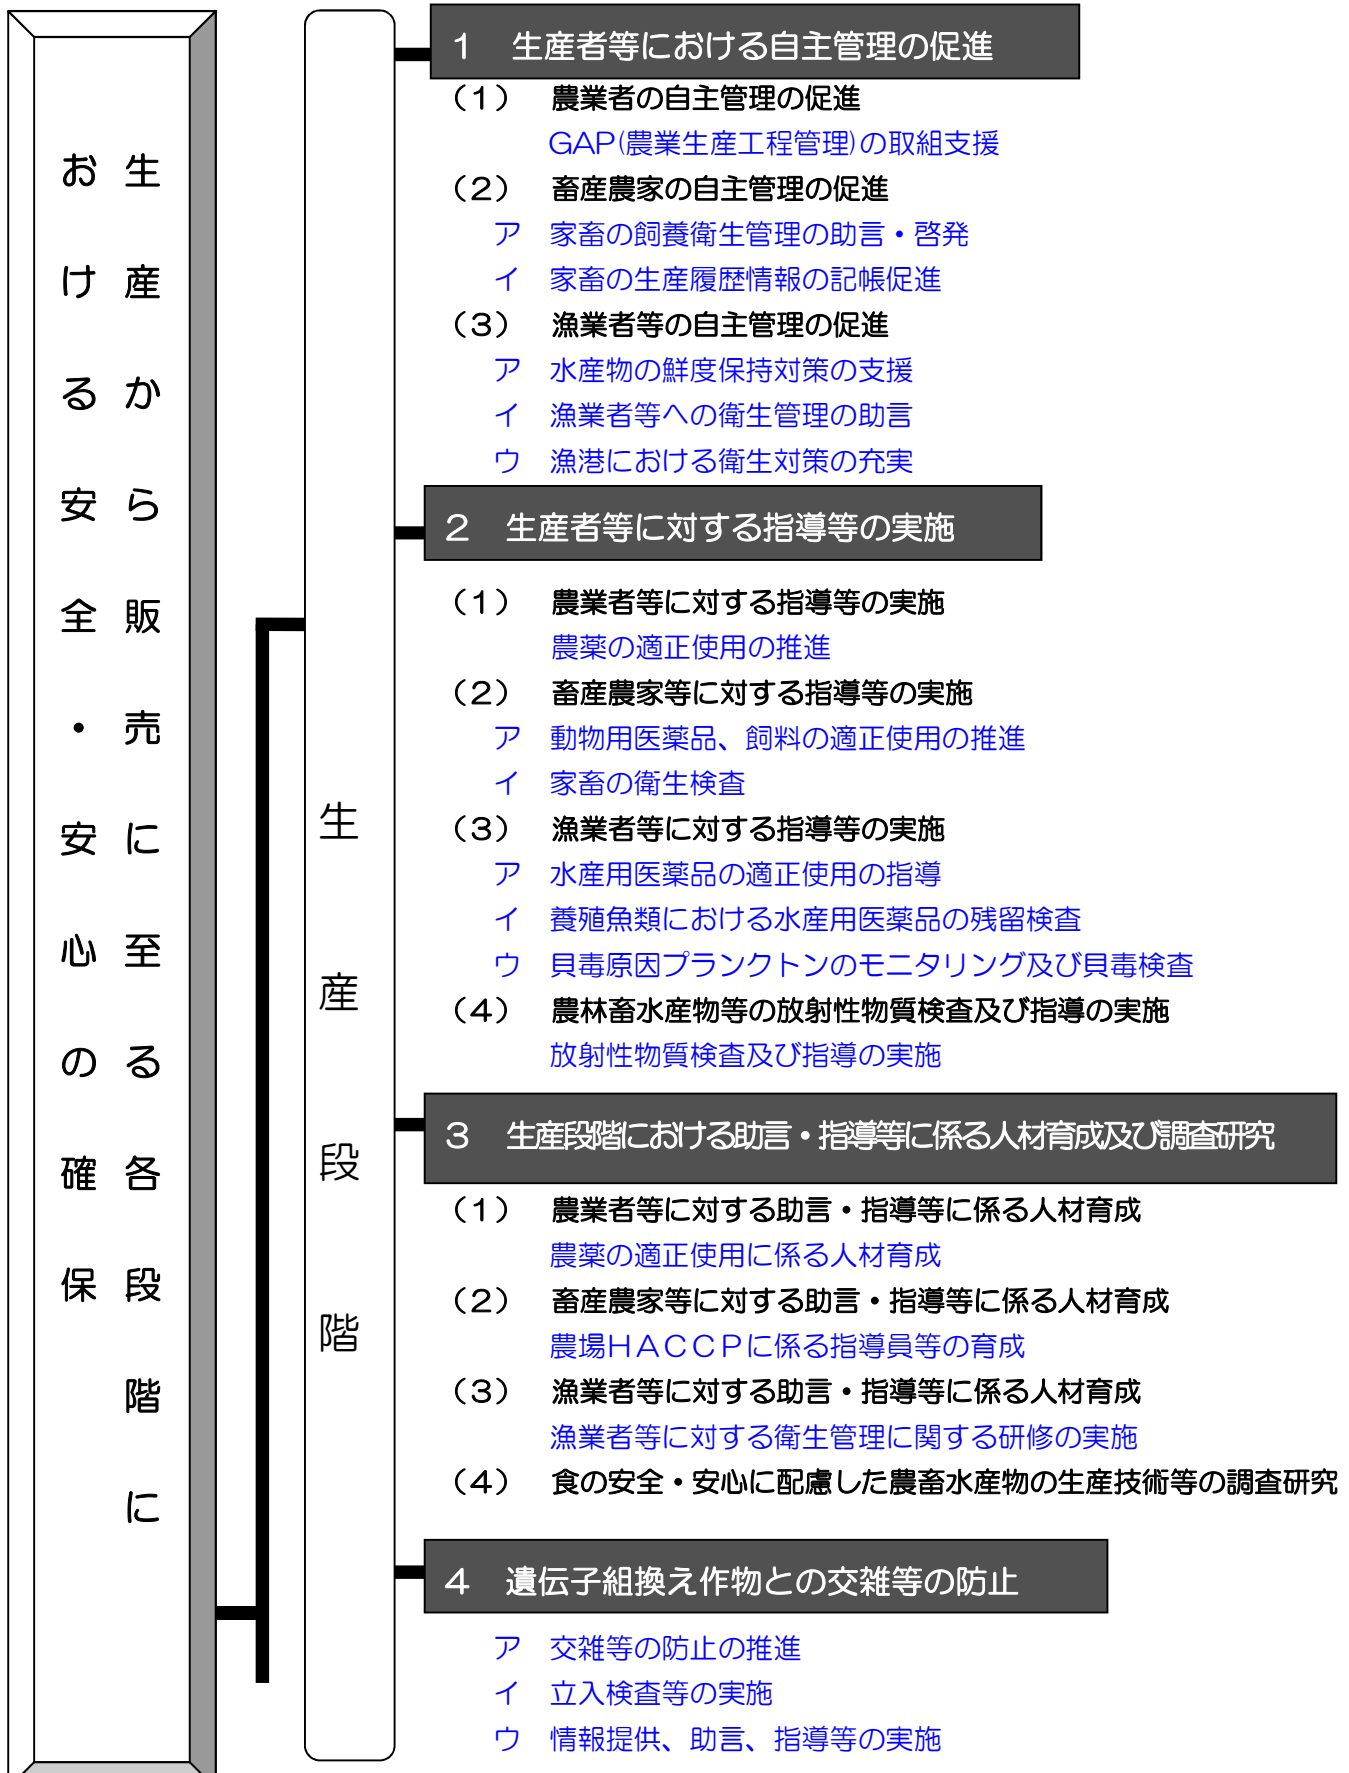 生産から販売に至る各段階に
おける安全・安心の確保
生産段階
１　生産者等における自主管理の促進
（１）　農業者の自主管理の促進
GAP(農業生産工程管理)の取組支援
（２）　畜産農家の自主管理の促進
ア　家畜の飼養衛生管理の助言・啓発
イ　家畜の生産履歴情報の記帳促進
（３）　漁業者等の自主管理の促進
ア　水産物の鮮度保持対策の支援
イ　漁業者等への衛生管理の助言
ウ　漁港における衛生対策の充実
２　生産者等に対する指導等の実施
（１）　農業者等に対する指導等の実施
農薬の適正使用の推進
（２）　畜産農家等に対する指導等の実施
ア　動物用医薬品、飼料の適正使用の推進
イ　家畜の衛生検査
（３）　漁業者等に対する指導等の実施
ア　水産用医薬品の適正使用の指導
イ　養殖魚類における水産用医薬品の残留検査
ウ　貝毒原因プランクトンのモニタリング及び貝毒検査
（４）　農林畜水産物等の放射性物質検査及び指導の実施
放射性物質検査及び指導の実施
３　生産段階における助言・指導等に係る人材育成及び調査研究
（１）　農業者等に対する助言・指導等に係る人材育成
農薬の適正使用に係る人材育成
（２）　畜産農家等に対する助言・指導等に係る人材育成
農場ＨＡＣＣＰに係る指導員等の育成
（３）　漁業者等に対する助言・指導等に係る人材育成
漁業者等に対する衛生管理に関する研修の実施
（４）　食の安全・安心に配慮した農畜水産物の生産技術等の調査研究
４　遺伝子組換え作物との交雑等の防止
ア　交雑等の防止の推進
イ　立入検査等の実施
ウ　情報提供、助言、指導等の実施